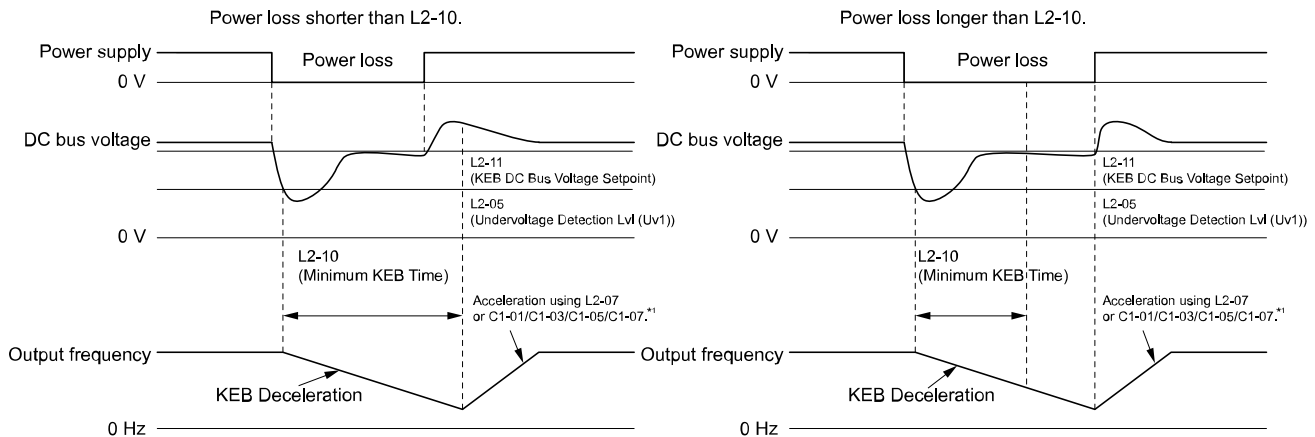 Power loss shorter than L2-10.
Power supply
Power loss
0 V
DC bus voltage
L2-11
(KEB DC Bus Voltage Setpoint)
L2-05
(Undervoltage Detection Lvl (Uv1))
0 V
L2-10
(Minimum KEB Time)
Acceleration using L2-07
or C1-01/C1-03/C1-05/C1-07.*1
Output frequency
KEB Deceleration
0 Hz
Power loss longer than L2-10.
Power supply
Power loss
0 V
DC bus voltage
L2-11
(KEB DC Bus Voltage Setpoint)
L2-05
(Undervoltage Detection Lvl (Uv1))
0 V
L2-10
(Minimum KEB Time)
Acceleration using L2-07
or C1-01/C1-03/C1-05/C1-07.*1
Output frequency
KEB Deceleration
0 Hz